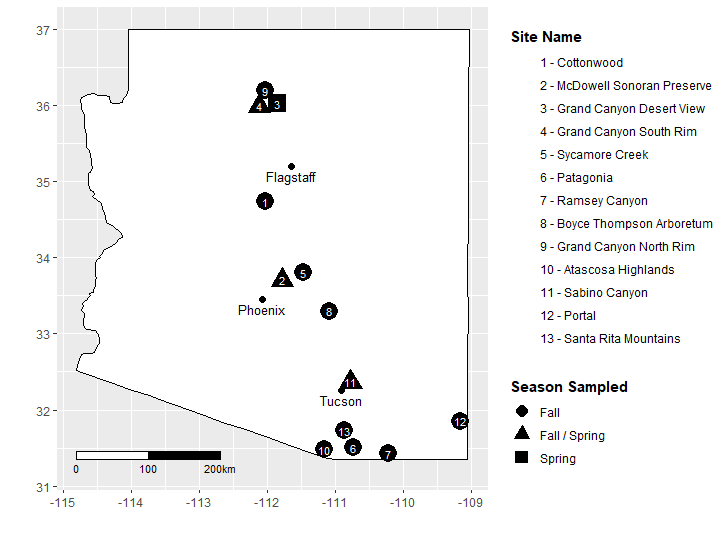 37
36
35
34
33
32
31
-115
-114
-113
-112
-111
-110
-109
9
4
3
Flagstaff
1
5
2
Phoenix
8
11
Tucson
12
13
10
6
7
0
100
200km
Site Name
1 - Cottonwood
2 - McDowell Sonoran Preserve
3 - Grand Canyon Desert View
4 - Grand Canyon South Rim
5 - Sycamore Creek
6 - Patagonia
7 - Ramsey Canyon
8 - Boyce Thompson Arboretum
9 - Grand Canyon North Rim
10 - Atascosa Highlands
11 - Sabino Canyon
12 - Portal
13 - Santa Rita Mountains
Season Sampled
Fall
Fall / Spring
Spring